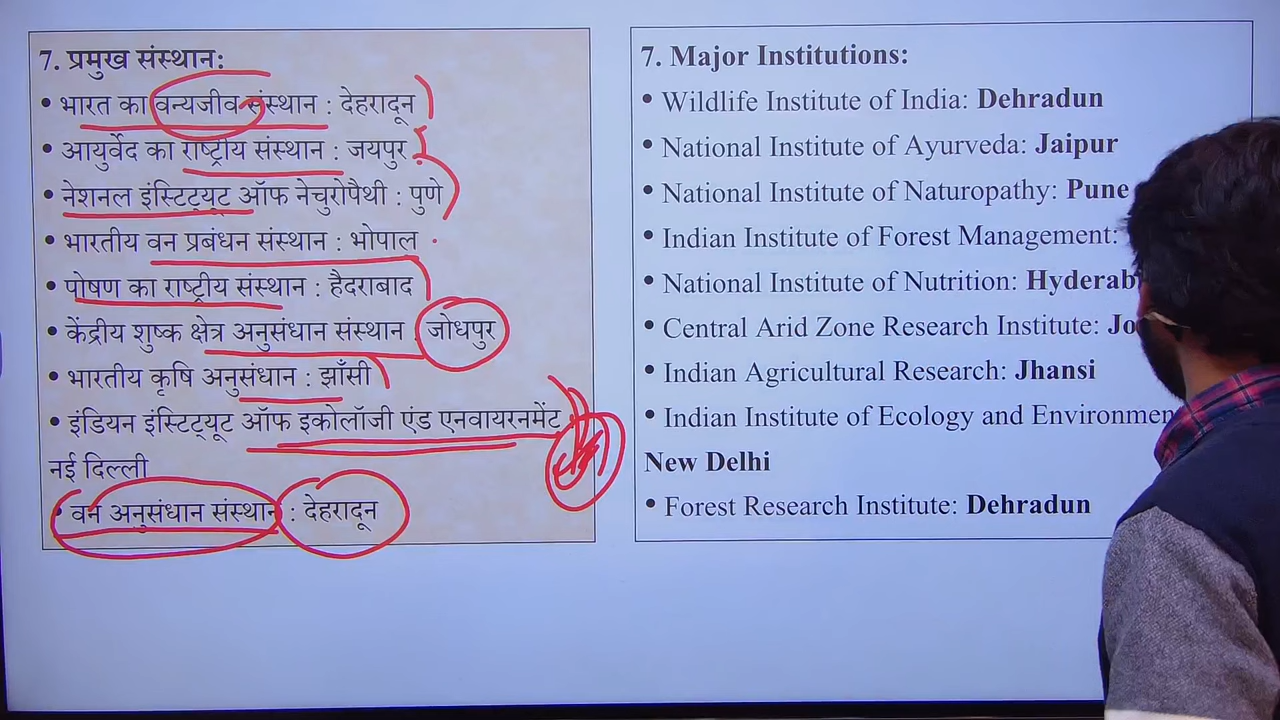 7. प्रमुख संस्थान:
• भारत का वन्यजीव संस्थान : देहरादून
• आयुर्वेद का राष्ट्रीय संस्थान : जयपुर
• नेशनल इंस्टिट्यूट ऑफ नेचुरोपैथी : पुणे
• भारतीय वन प्रबंधन संस्थान : भोपाल
• पोषण का राष्ट्रीय संस्थान : हैदराबाद
• केंद्रीय शुष्क क्षेत्र अनुसंधान संस्थान : जोधपुर
• भारतीय कृषि अनुसंधान : झाँसी
• इंडियन इंस्टिट्यूट ऑफ इकोलॉजी एंड एनवायरनमेंट
नई दिल्ली
• वन अनुसंधान संस्थान : देहरादून
7. Major Institutions:
• Wildlife Institute of India: Dehradun
• National Institute of Ayurveda: Jaipur
• National Institute of Naturopathy: Pune
• Indian Institute of Forest Management:
• National Institute of Nutrition: Hyderab
• Central Arid Zone Research Institute: Jo
• Indian Agricultural Research: Jhansi
• Indian Institute of Ecology and Environmen
New Delhi
• Forest Research Institute: Dehradun